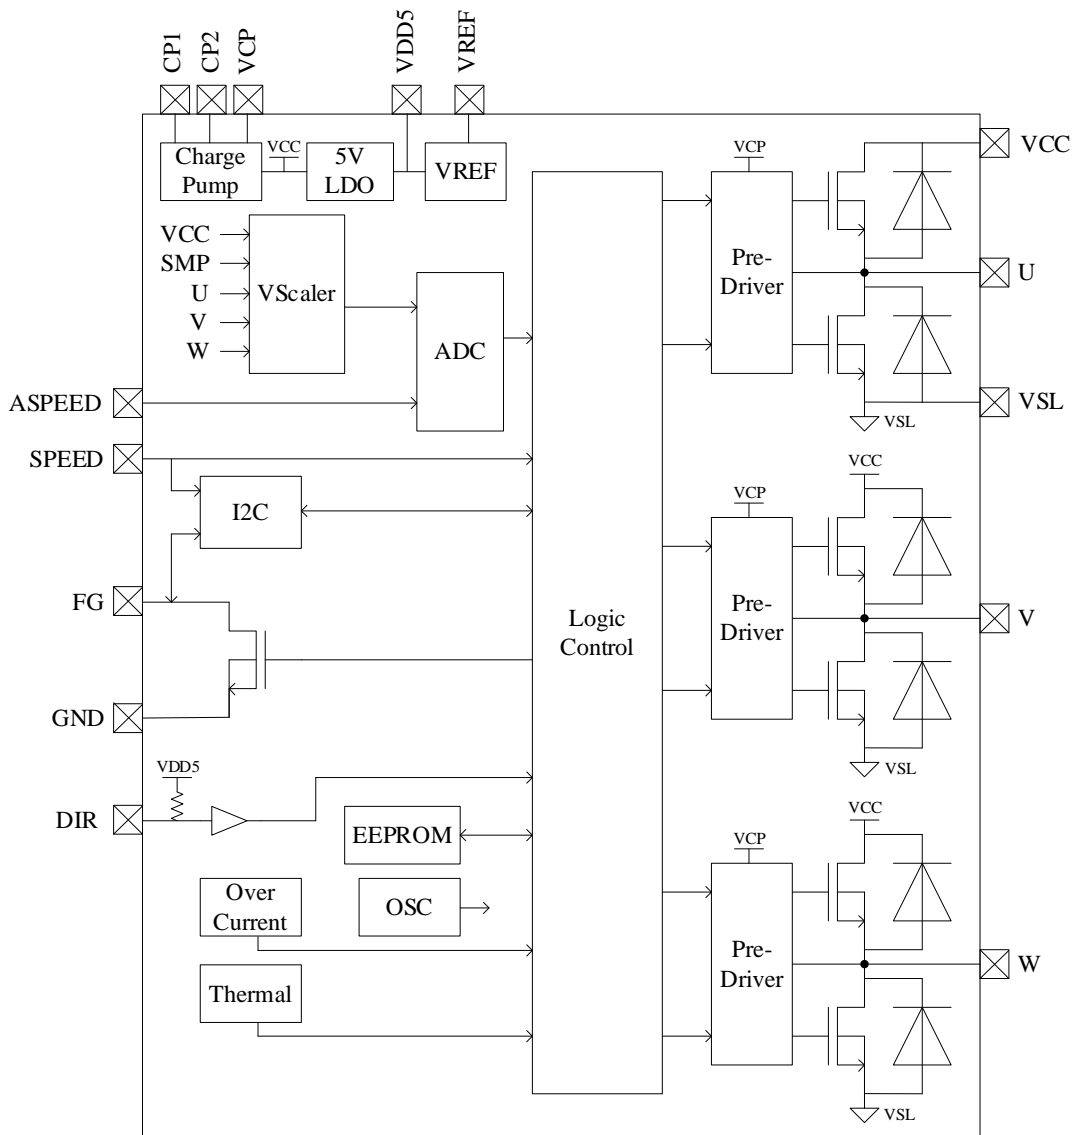 CP1
CP2
VCP
VDD5
VREF
Charge
Pump
VCC
5V
LDO
VREF
VCC
SMP
U
V
W
VScaler
ADC
ASPEED
SPEED
I2C
FG
GND
VDD5
DIR
EEPROM
OSC
Over
Current
Thermal
Logic
Control
VCP
Pre-
Driver
VCC
U
VSL
VSL
VCP
Pre-
Driver
VCC
V
VSL
VCP
Pre-
Driver
VCC
W
VSL